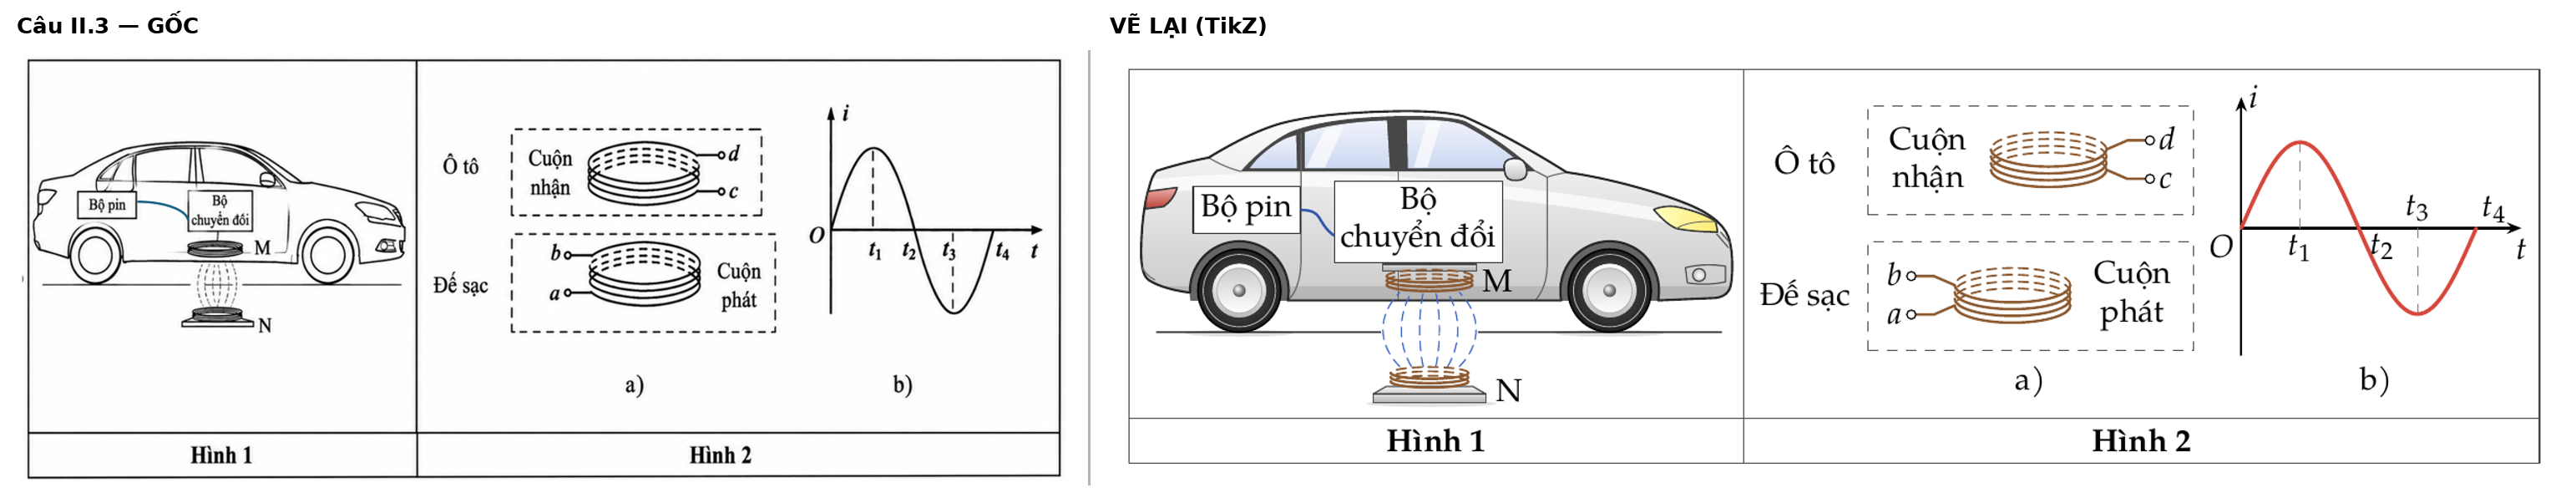 Câu II.3 — GỐC
Bộ pin
Bộ
chuyển đổi
M
N
Ô tô
Cuộn
nhận
d
c
Đế sạc
b
a
Cuộn
phát
a)
i
O
t₁
t₂
t₃
t₄
t
b)
Hình 1
Hình 2
VẼ LẠI (TikZ)
Bộ pin
Bộ
chuyển đổi
M
N
Ô tô
Cuộn
nhận
d
c
Đế sạc
b
a
Cuộn
phát
a)
i
O
t₁
t₂
t₃
t₄
t
b)
Hình 1
Hình 2